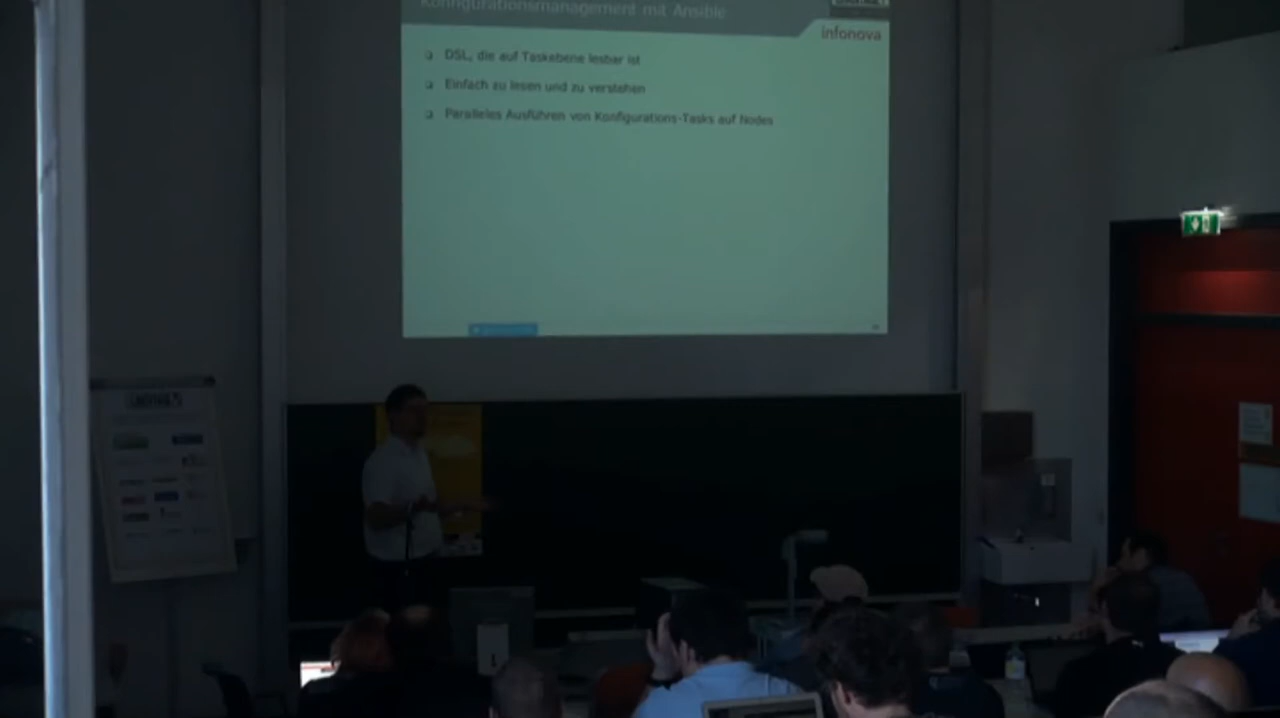 Konfigurationsmanagement mit Ansible
infonova
DSL, die auf Taskebene lesbar ist
Einfach zu lesen und zu verstehen
Paralleles Ausführen von Konfigurations-Tasks auf Nodes